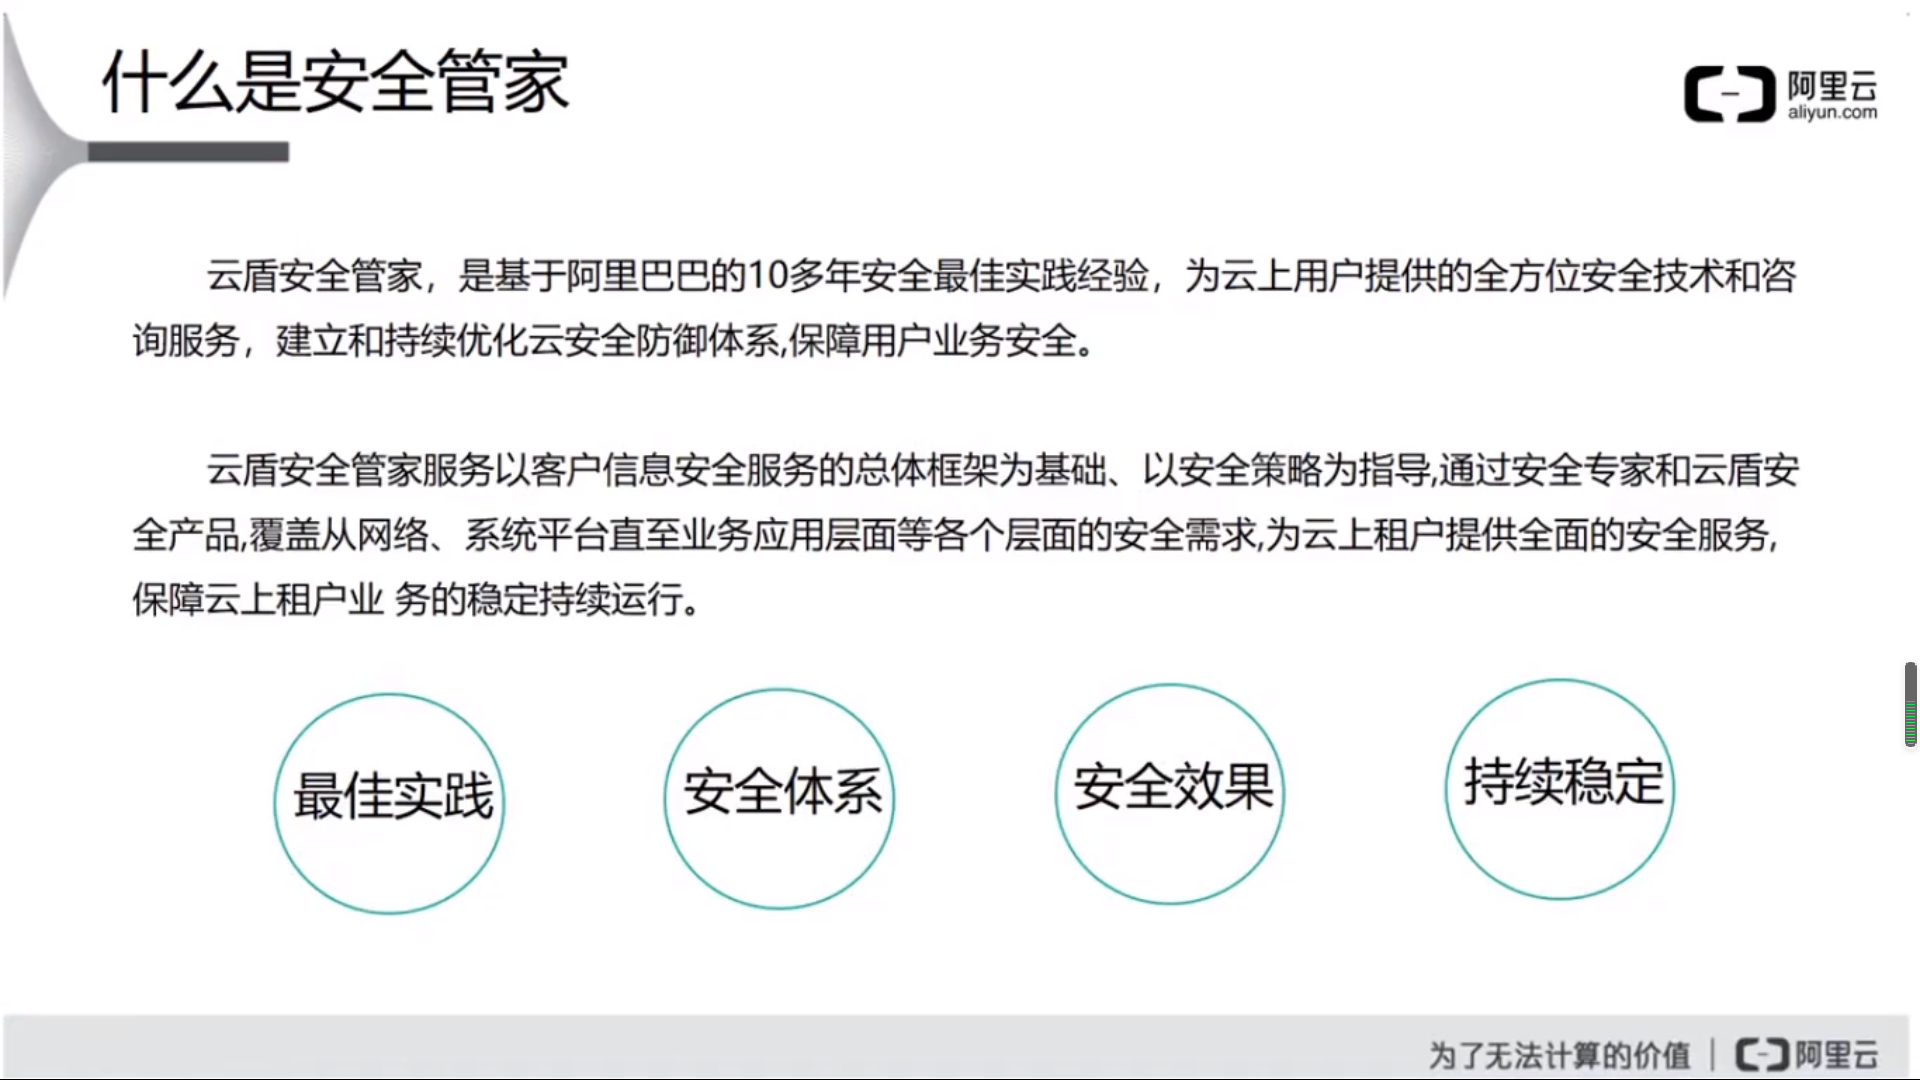 什么是安全管家
阿里云
aliyun.com
云盾安全管家，是基于阿里巴巴的10多年安全最佳实践经验，为云上用户提供的全方位安全技术和咨
询服务，建立和持续优化云安全防御体系,保障用户业务安全。
云盾安全管家服务以客户信息安全服务的总体框架为基础、以安全策略为指导,通过安全专家和云盾安
全产品,覆盖从网络、系统平台直至业务应用层面等各个层面的安全需求,为云上租户提供全面的安全服务,
保障云上租户业 务的稳定持续运行。
最佳实践
安全体系
安全效果
持续稳定
为了无法计算的价值 | 阿里云